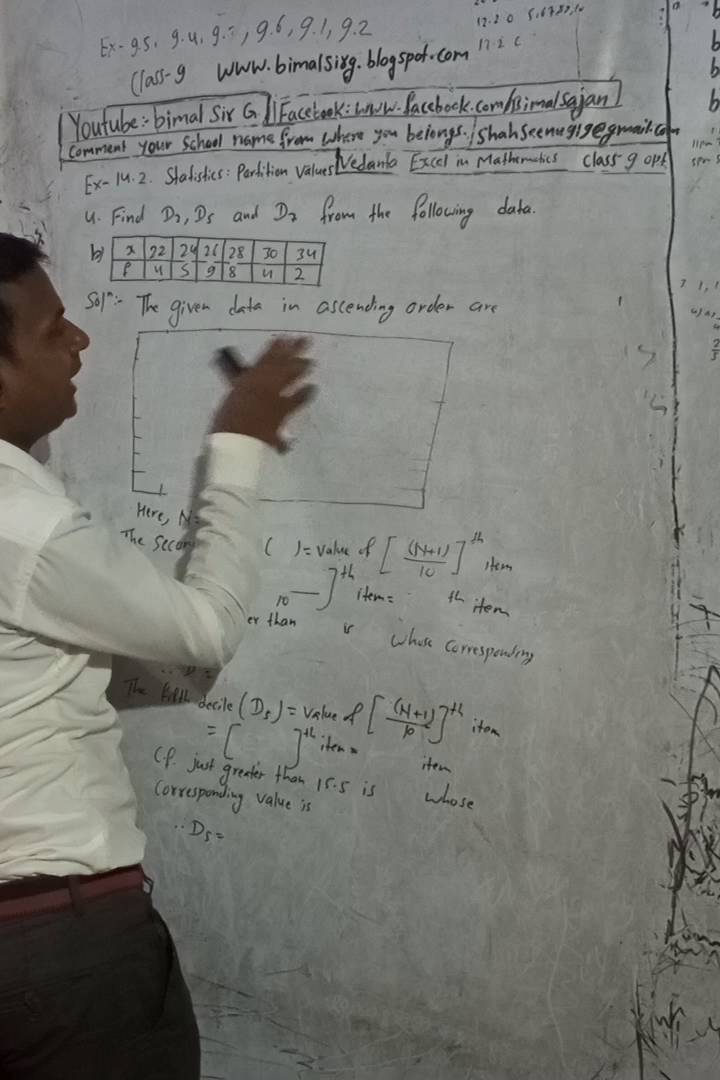 Ex- 9.5, 9.4, 9. , 9.6, 9.1, 9.2
Class-9 www.bimalsirg.blogspot.com
Youtube:- bimal Sir G Facebook: www.facebook.com/Bimalsajan
Comment your School name from where you belongs. shahseenu919@gmail.com
Ex- 14.2. Statistics: Partition Values Vedanta Excel in Mathematics class 9 opt
4. Find D2, D5 and D7 from the following data.
b) x 22 24 26 28 30 34
f 4 5 9 8 4 2
Solⁿ:- The given data in ascending order are
Here, N=
The Secon ( ) = value of [ (N+1)/10 ]th item
10 ]th item= th item
er than is whose corresponding
∴ D =
The fifth decile (D5) = value of [ (N+1)/10 ]th item
= [ ]th item = item
C.f. just greater than 15.5 is whose
corresponding value is
∴ D5 =